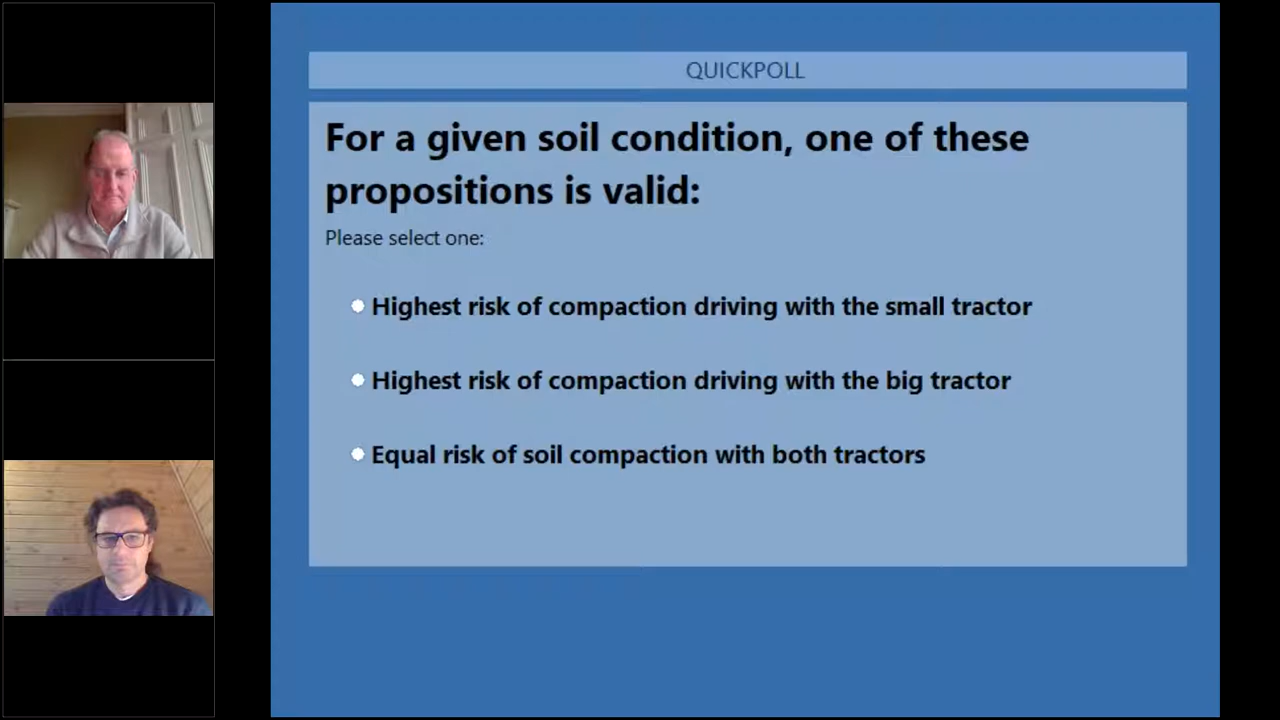 QUICKPOLL
For a given soil condition, one of these
propositions is valid:
Please select one:
Highest risk of compaction driving with the small tractor
Highest risk of compaction driving with the big tractor
Equal risk of soil compaction with both tractors